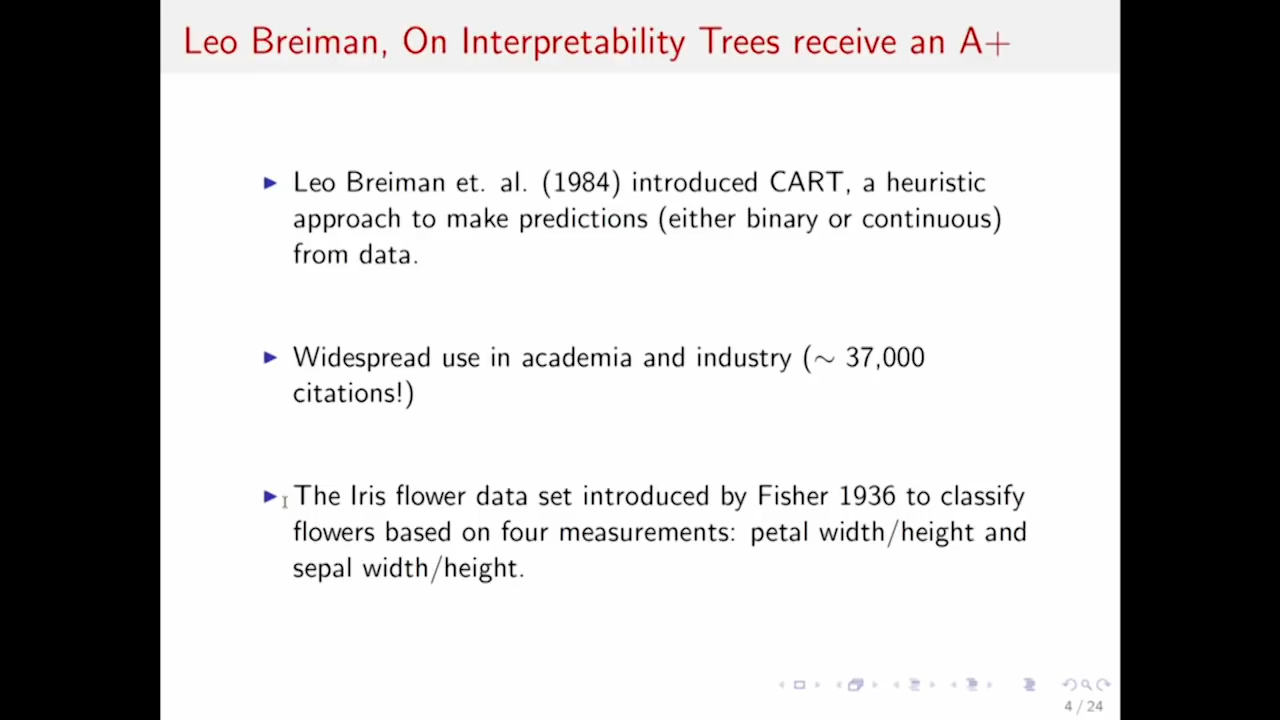 Leo Breiman, On Interpretability Trees receive an A+
Leo Breiman et. al. (1984) introduced CART, a heuristic
approach to make predictions (either binary or continuous)
from data.
Widespread use in academia and industry (∼ 37,000
citations!)
The Iris flower data set introduced by Fisher 1936 to classify
flowers based on four measurements: petal width/height and
sepal width/height.
4 / 24